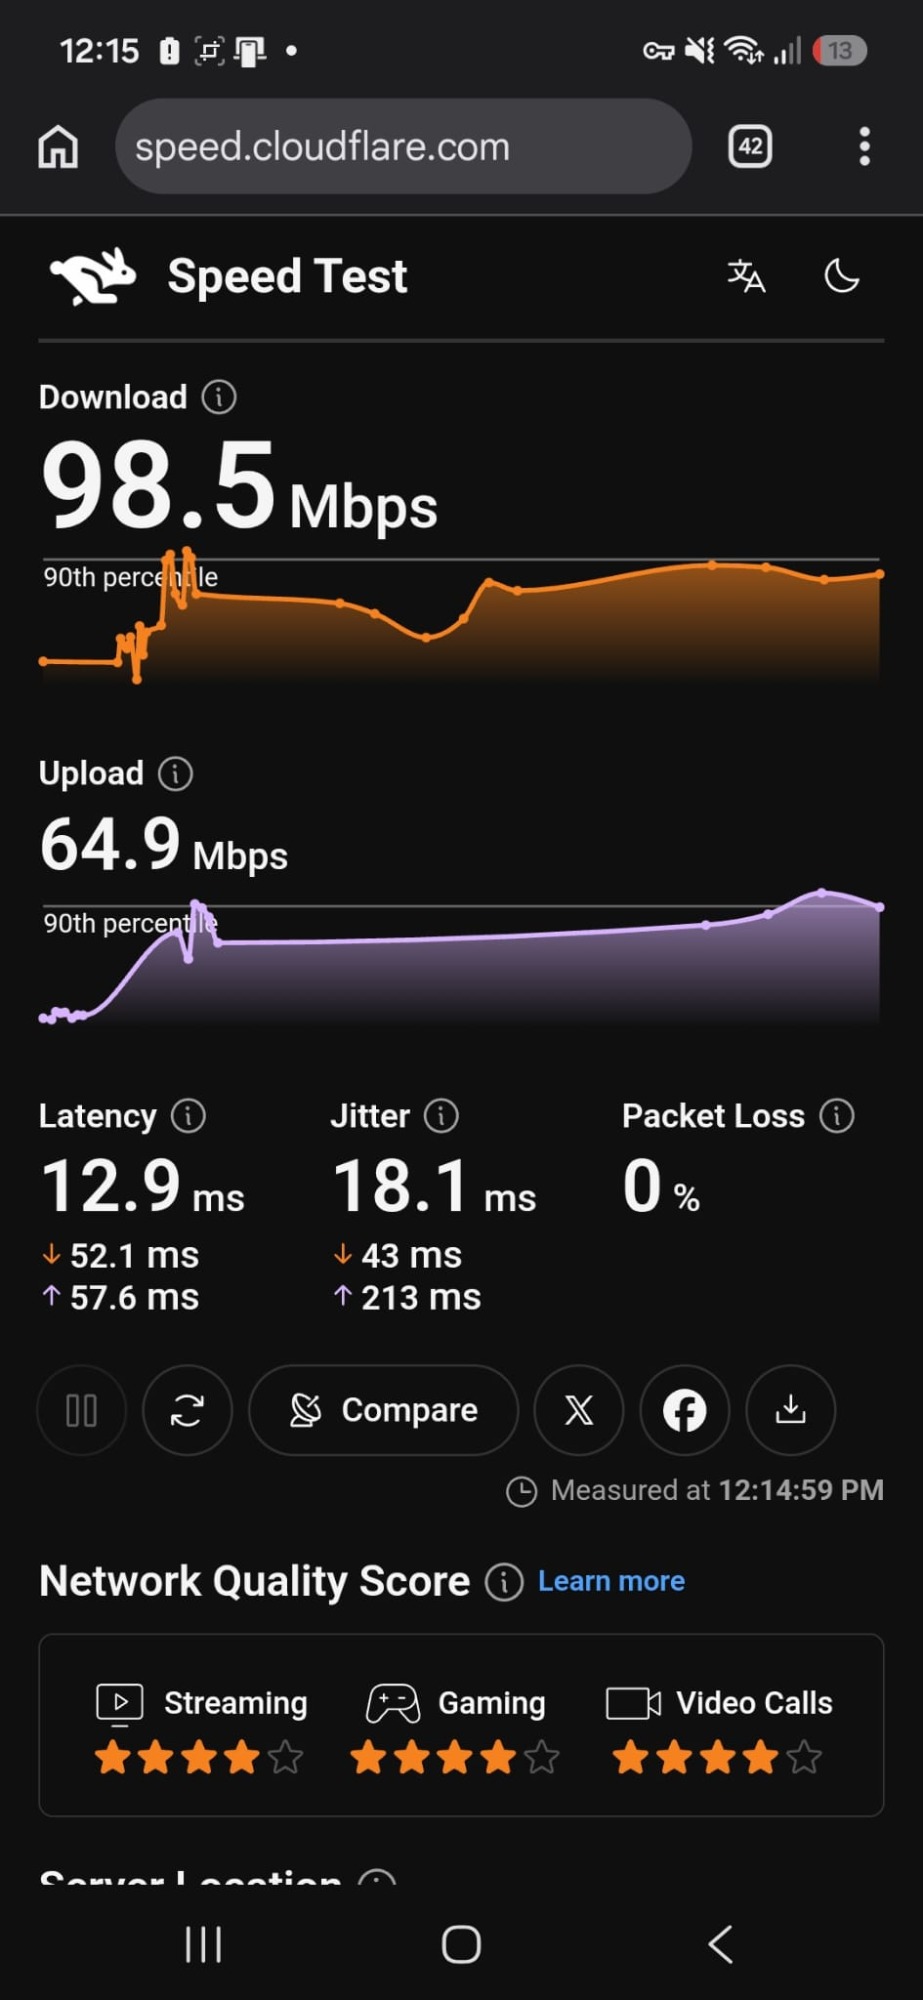 12:15
13
speed.cloudflare.com
42
Speed Test
Download
98.5 Mbps
90th percentile
Upload
64.9 Mbps
90th percentile
Latency Jitter Packet Loss
12.9 ms 18.1 ms 0 %
↓ 52.1 ms ↓ 43 ms
↑ 57.6 ms ↑ 213 ms
Compare
Measured at 12:14:59 PM
Network Quality Score Learn more
Streaming Gaming Video Calls
Server Location